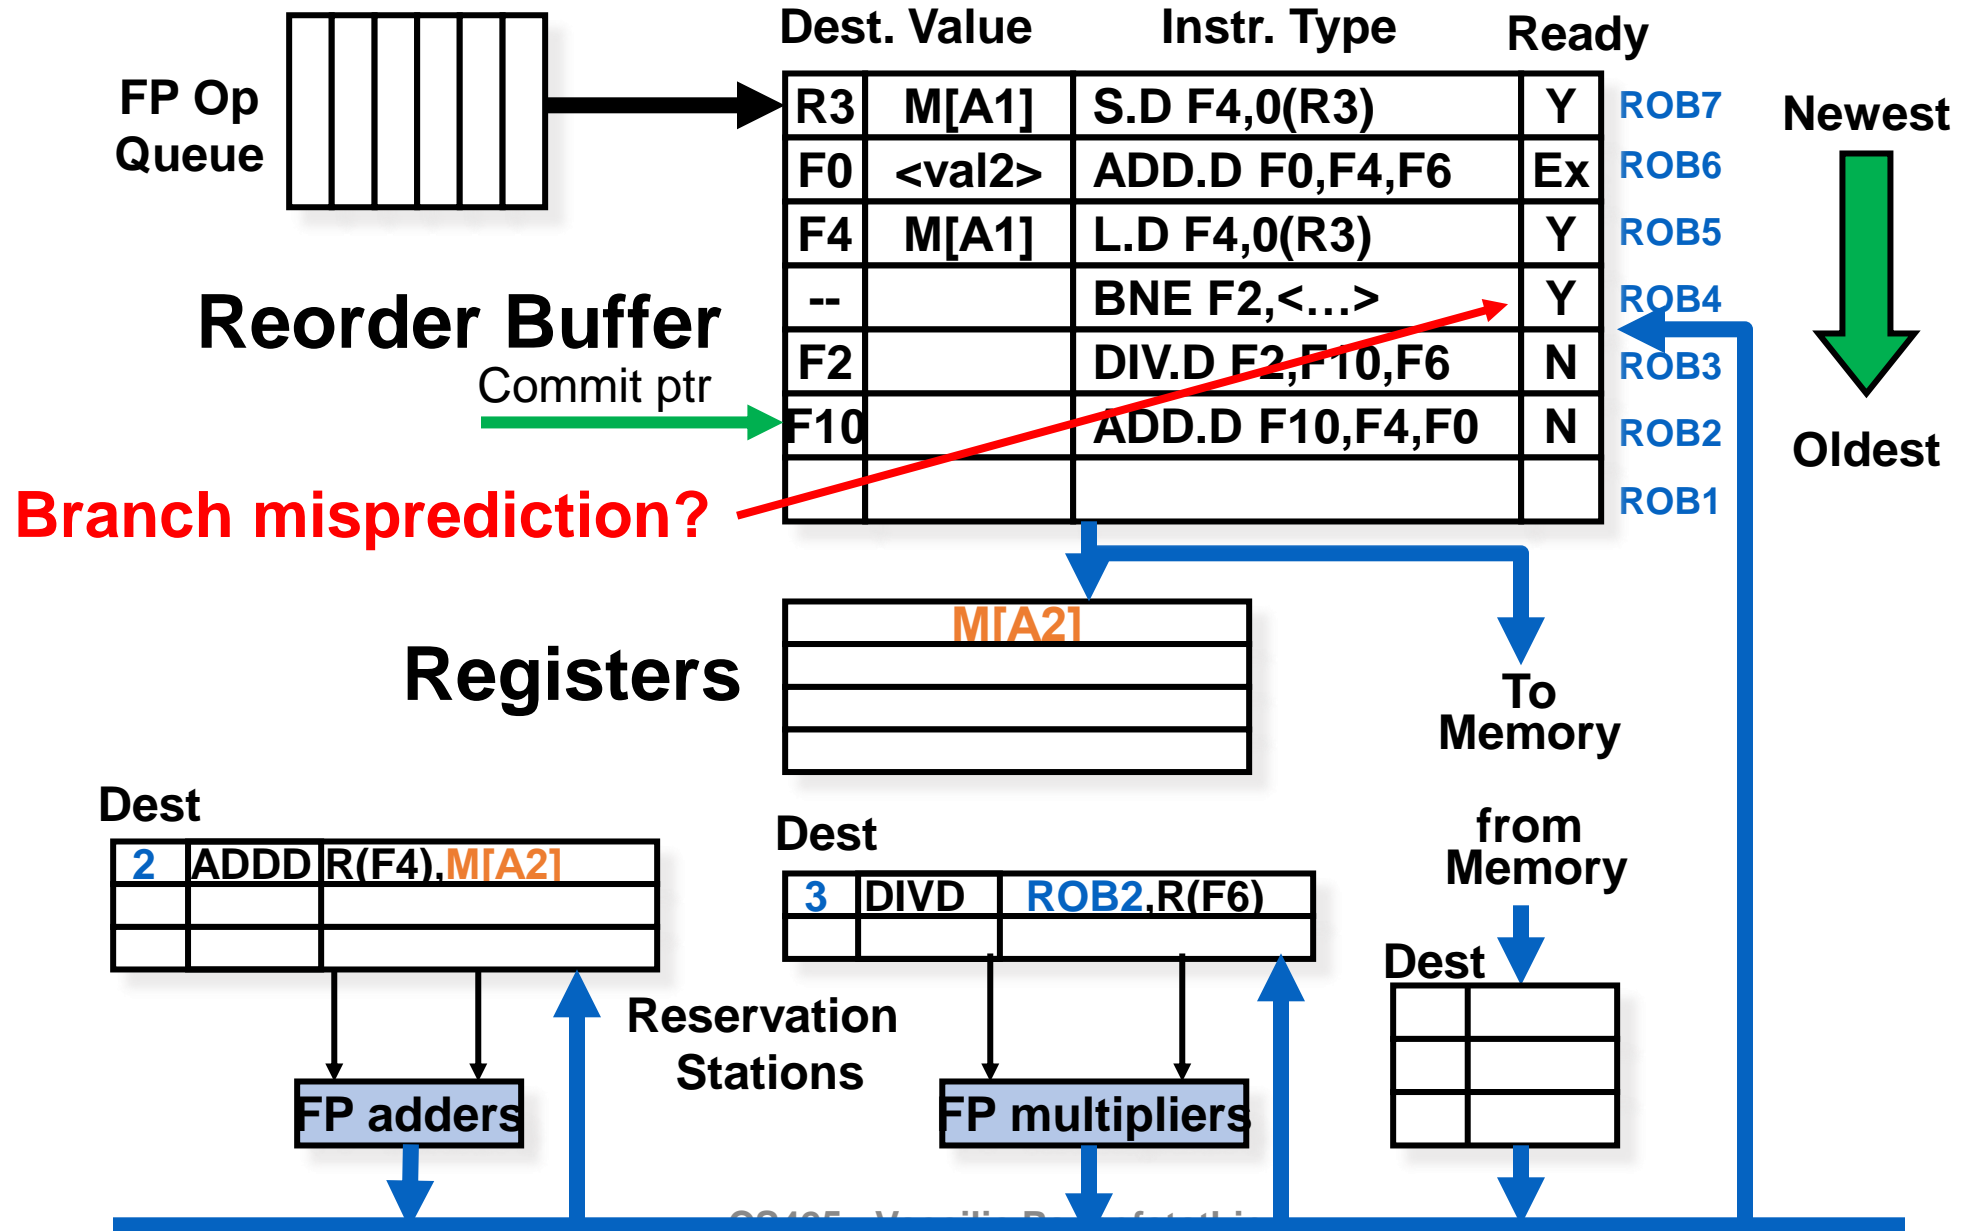 Dest. Value Instr. Type Ready
FP Op
Queue
R3 M[A1] S.D F4,0(R3) Y ROB7
F0 <val2> ADD.D F0,F4,F6 Ex ROB6
F4 M[A1] L.D F4,0(R3) Y ROB5
-- BNE F2,<...> Y ROB4
F2 DIV.D F2,F10,F6 N ROB3
F10 ADD.D F10,F4,F0 N ROB2
ROB1
Newest
Oldest
Reorder Buffer
Commit ptr
Branch misprediction?
Registers
M[A2]
To
Memory
Dest
2 ADDD R(F4),M[A2]
Dest
3 DIVD ROB2,R(F6)
from
Memory
Dest
Reservation
Stations
FP adders
FP multipliers